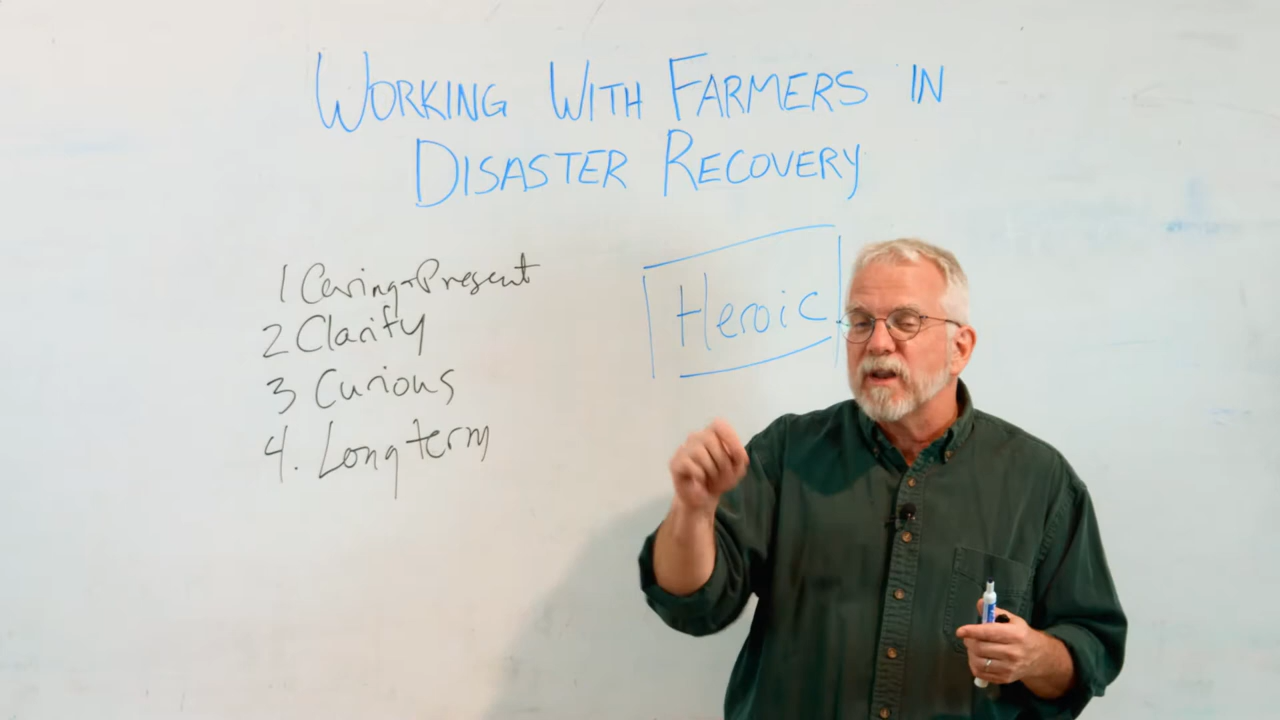 WORKING WITH FARMERS IN
DISASTER RECOVERY
1 Caring+Present
2 Clarify
3 Curious
4. Long term
Heroic